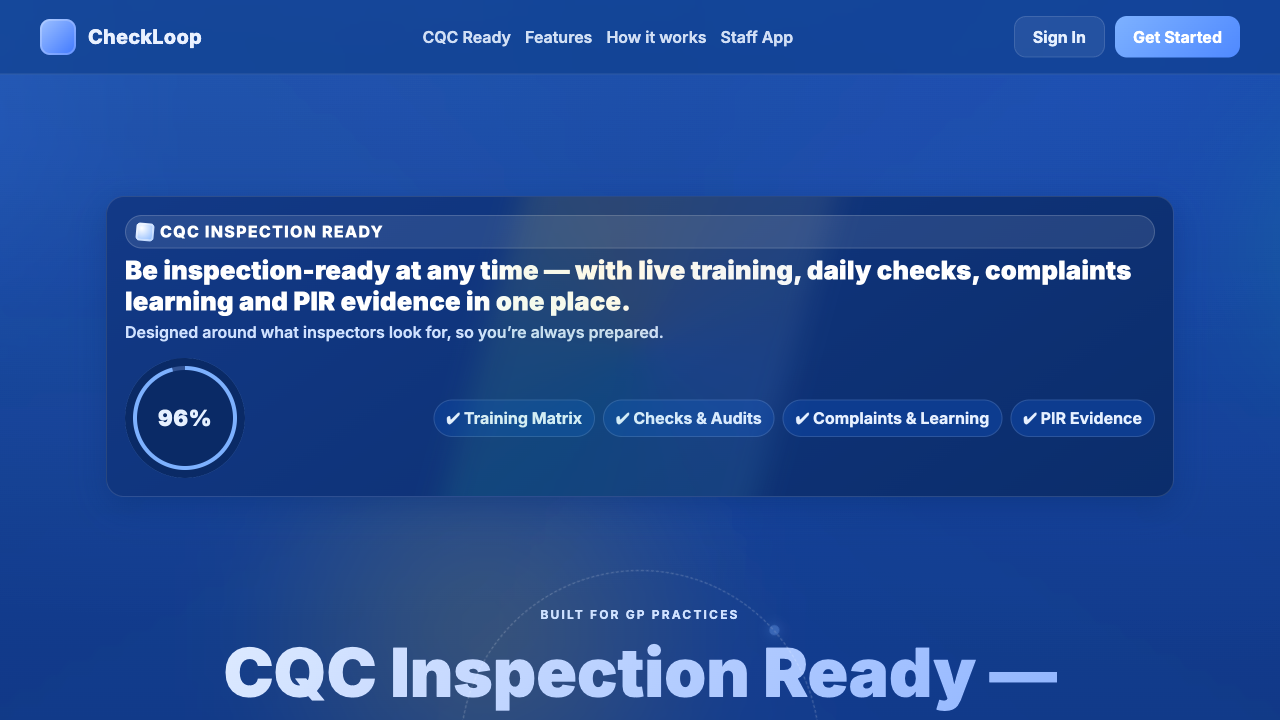 CheckLoop
CQC Ready Features How it works Staff App
Sign In
Get Started
CQC INSPECTION READY
Be inspection-ready at any time — with live training, daily checks, complaints
learning and PIR evidence in one place.
Designed around what inspectors look for, so you’re always prepared.
96%
✔ Training Matrix
✔ Checks & Audits
✔ Complaints & Learning
✔ PIR Evidence
BUILT FOR GP PRACTICES
CQC Inspection Ready —